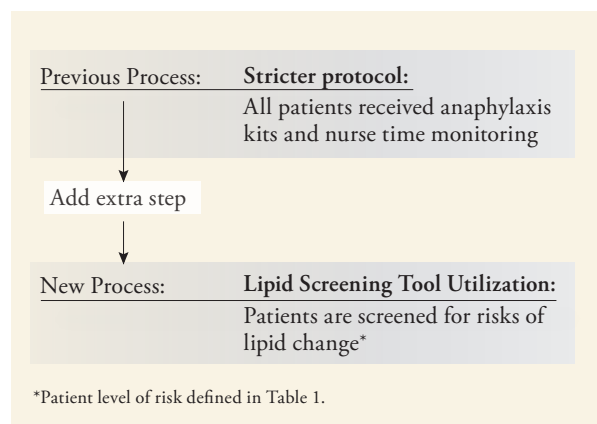 Previous Process: Stricter protocol:
All patients received anaphylaxis
kits and nurse time monitoring
Add extra step
New Process: Lipid Screening Tool Utilization:
Patients are screened for risks of
lipid change*
*Patient level of risk defined in Table 1.